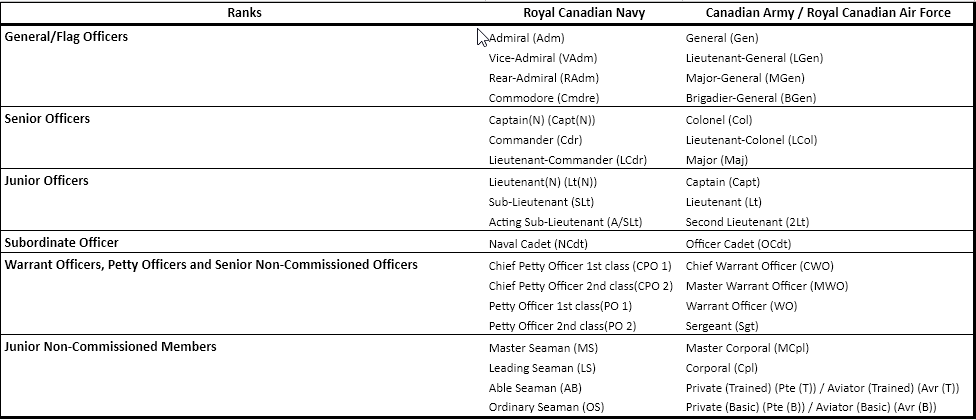 Ranks Royal Canadian Navy Canadian Army / Royal Canadian Air Force
General/Flag Officers Admiral (Adm) General (Gen)
Vice-Admiral (VAdm) Lieutenant-General (LGen)
Rear-Admiral (RAdm) Major-General (MGen)
Commodore (Cmdre) Brigadier-General (BGen)
Senior Officers Captain(N) (Capt(N)) Colonel (Col)
Commander (Cdr) Lieutenant-Colonel (LCol)
Lieutenant-Commander (LCdr) Major (Maj)
Junior Officers Lieutenant(N) (Lt(N)) Captain (Capt)
Sub-Lieutenant (SLt) Lieutenant (Lt)
Acting Sub-Lieutenant (A/SLt) Second Lieutenant (2Lt)
Subordinate Officer Naval Cadet (NCdt) Officer Cadet (OCdt)
Warrant Officers, Petty Officers and Senior Non-Commissioned Officers Chief Petty Officer 1st class (CPO 1) Chief Warrant Officer (CWO)
Chief Petty Officer 2nd class(CPO 2) Master Warrant Officer (MWO)
Petty Officer 1st class(PO 1) Warrant Officer (WO)
Petty Officer 2nd class(PO 2) Sergeant (Sgt)
Junior Non-Commissioned Members Master Seaman (MS) Master Corporal (MCpl)
Leading Seaman (LS) Corporal (Cpl)
Able Seaman (AB) Private (Trained) (Pte (T)) / Aviator (Trained) (Avr (T))
Ordinary Seaman (OS) Private (Basic) (Pte (B)) / Aviator (Basic) (Avr (B))